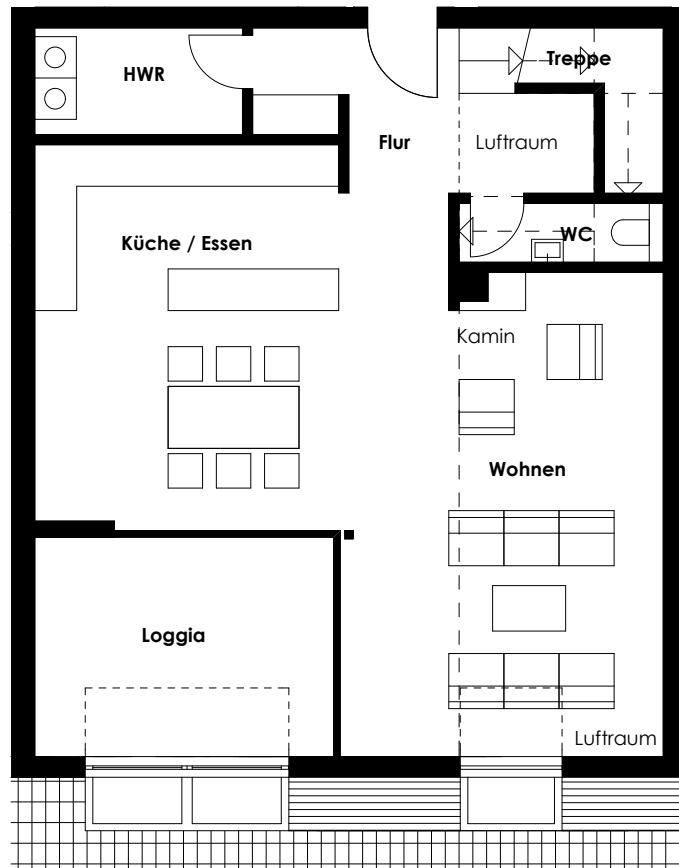 HWR
Treppe
Flur
Luftraum
Küche / Essen
WC
Kamin
Wohnen
Loggia
Luftraum